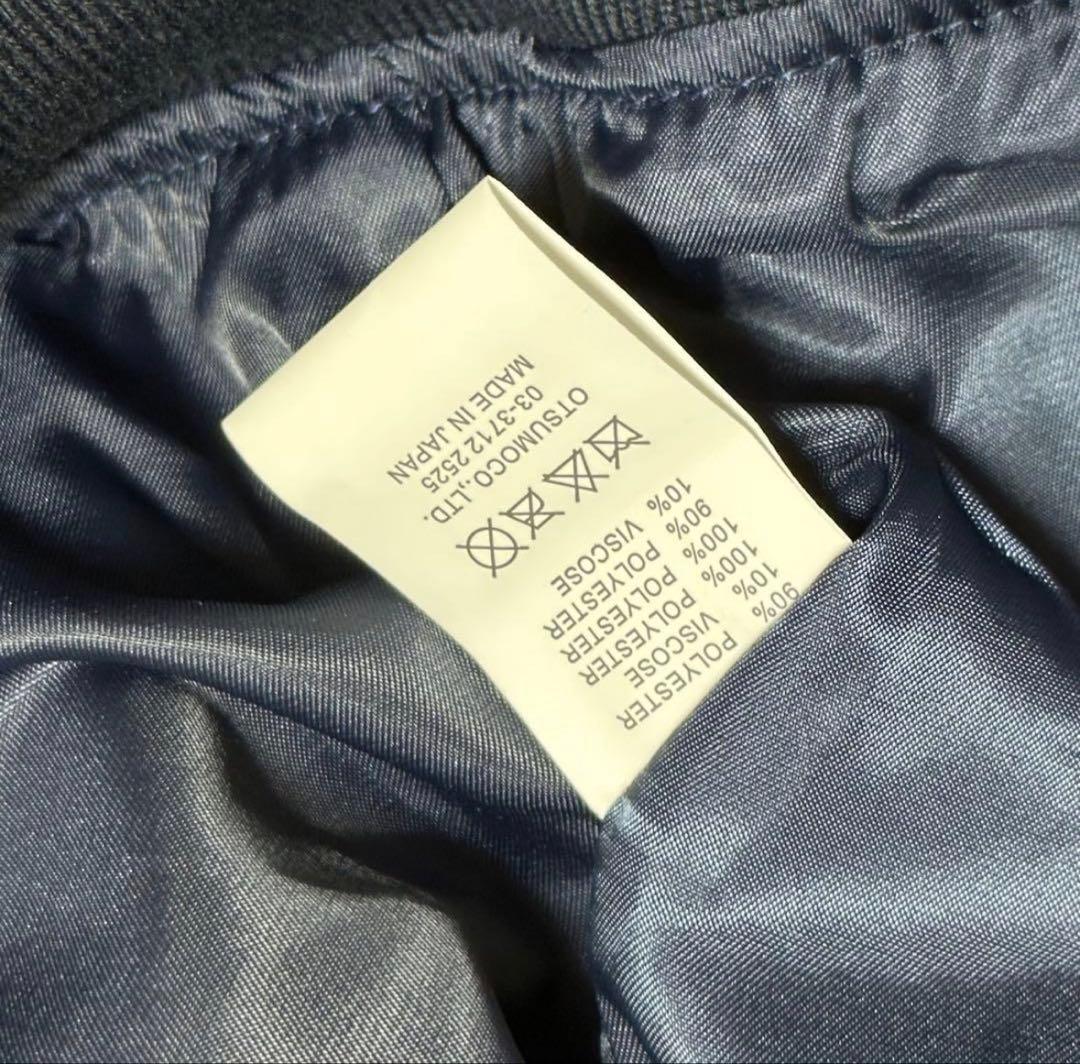 90% POLYESTER
10% VISCOSE
100% POLYESTER
100% POLYESTER
90% POLYESTER
10% VISCOSE
OTSUMOCO.,LTD.
03-3712 2525
MADE IN JAPAN